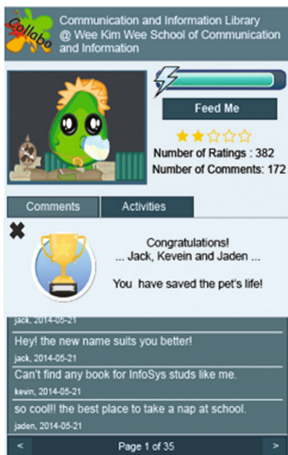 Collabo
Communication and Information Library
@ Wee Kim Wee School of Communication
and Information
Feed Me
Number of Ratings : 382
Number of Comments: 172
Comments
Activities
Congratulations!
... Jack, Kevein and Jaden ...
You have saved the pet's life!
jack, 2014-05-21
Hey! the new name suits you better!
jack, 2014-05-21
Can't find any book for InfoSys studs like me.
kevin, 2014-05-21
so cool!! the best place to take a nap at school.
jaden, 2014-05-21
< Page 1 of 35 >